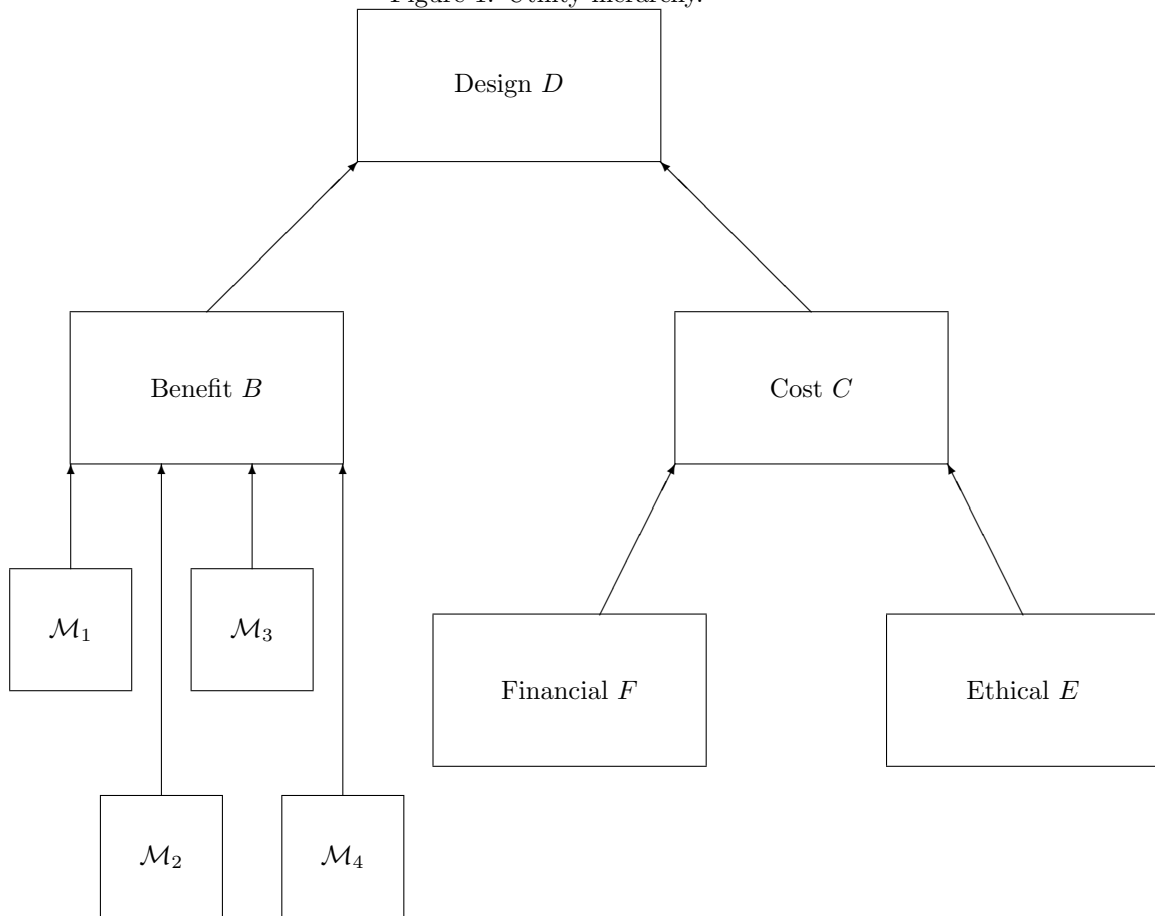 Figure 1: Utility hierarchy.
Design D
Benefit B
Cost C
ℳ₁
ℳ₃
Financial F
Ethical E
ℳ₂
ℳ₄